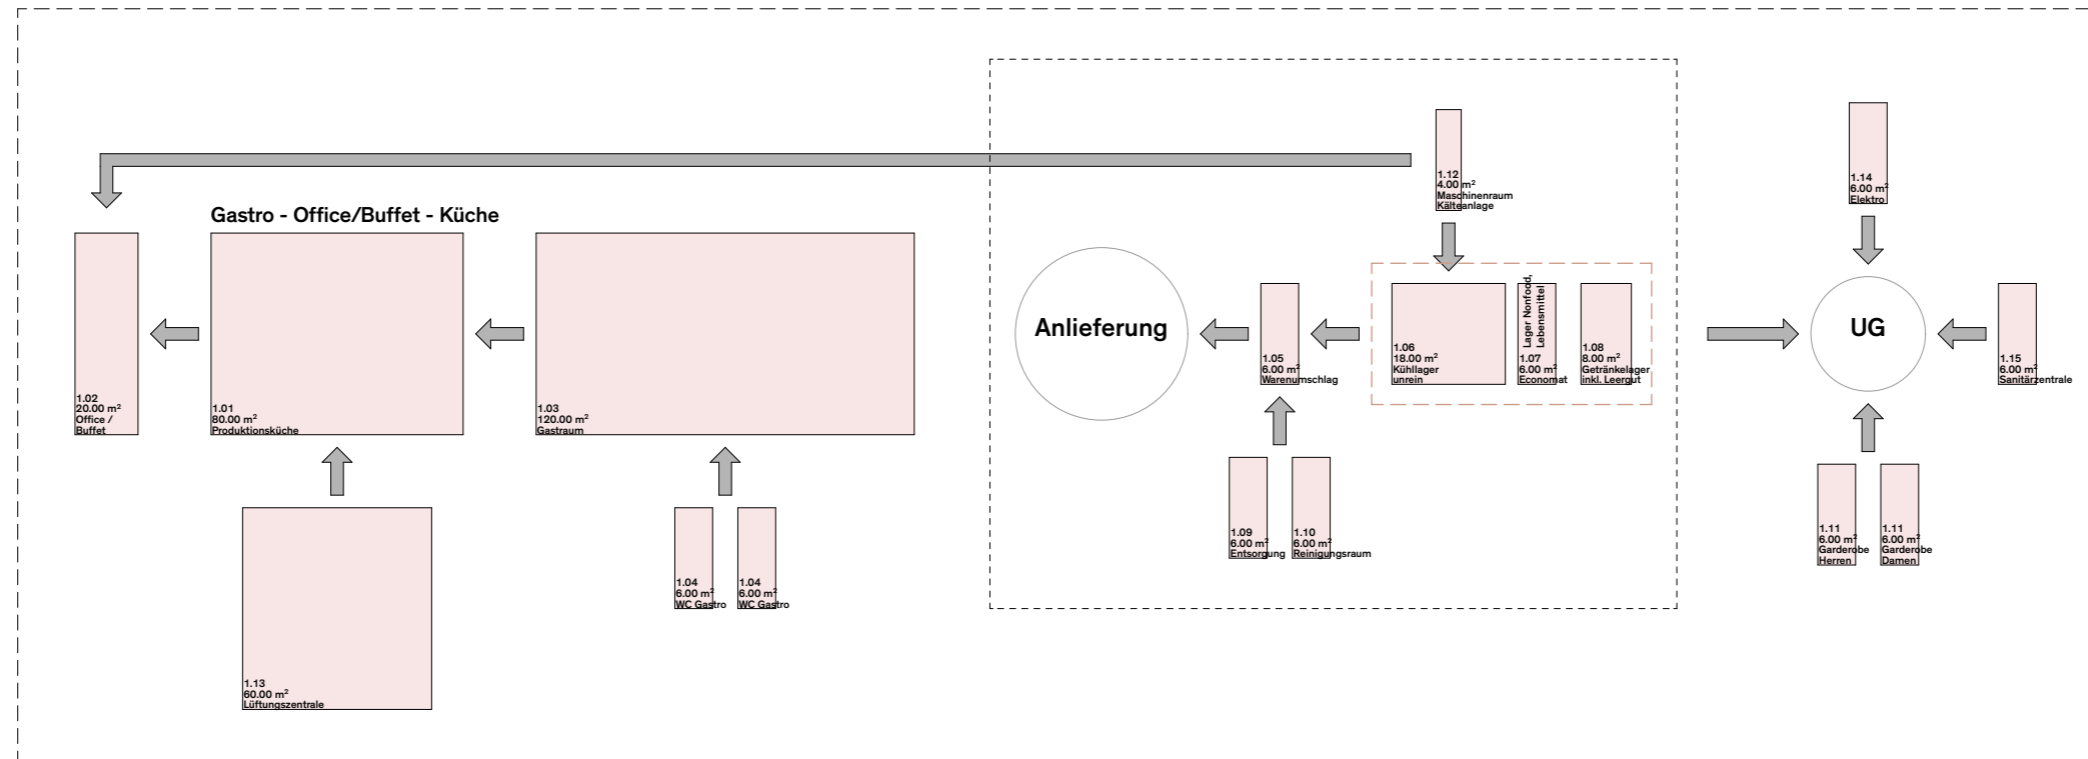 Gastro - Office/Buffet - Küche
1.02
20.00 m²
Office /
Buffet
1.01
80.00 m²
Produktionsküche
1.03
120.00 m²
Gastraum
1.13
60.00 m²
Lüftungszentrale
1.04
6.00 m²
WC Gastro
1.04
6.00 m²
WC Gastro
Anlieferung
1.12
4.00 m²
Maschinenraum
Kälteanlage
1.05
6.00 m²
Warenumschlag
1.06
18.00 m²
Kühllager
unrein
Lager Nonfood,
Lebensmittel
1.07
6.00 m²
Economat
1.08
8.00 m²
Getränkelager
inkl. Leergut
1.09
6.00 m²
Entsorgung
1.10
6.00 m²
Reinigungsraum
1.14
6.00 m²
Elektro
UG
1.15
6.00 m²
Sanitärzentrale
1.11
6.00 m²
Garderobe
Herren
1.11
6.00 m²
Garderobe
Damen